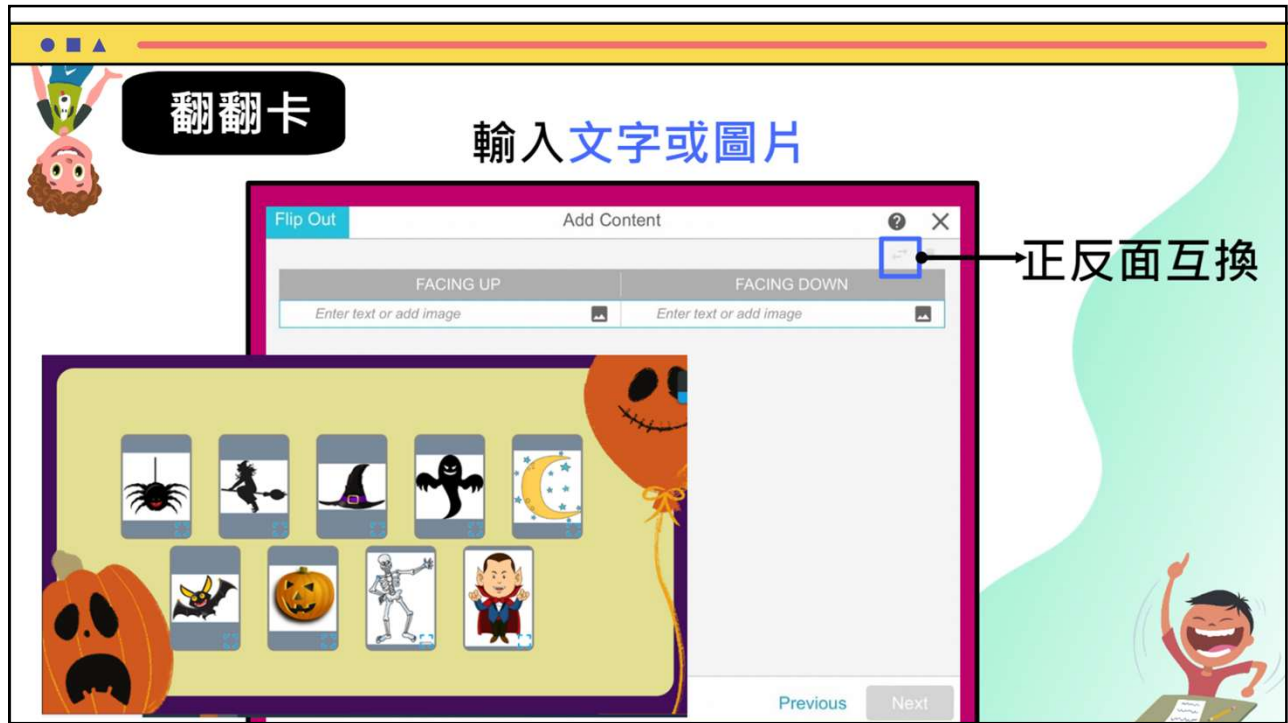 翻翻卡
輸入文字或圖片
Flip Out
Add Content
正反面互換
FACING UP
FACING DOWN
Enter text or add image
Enter text or add image
Previous
Next